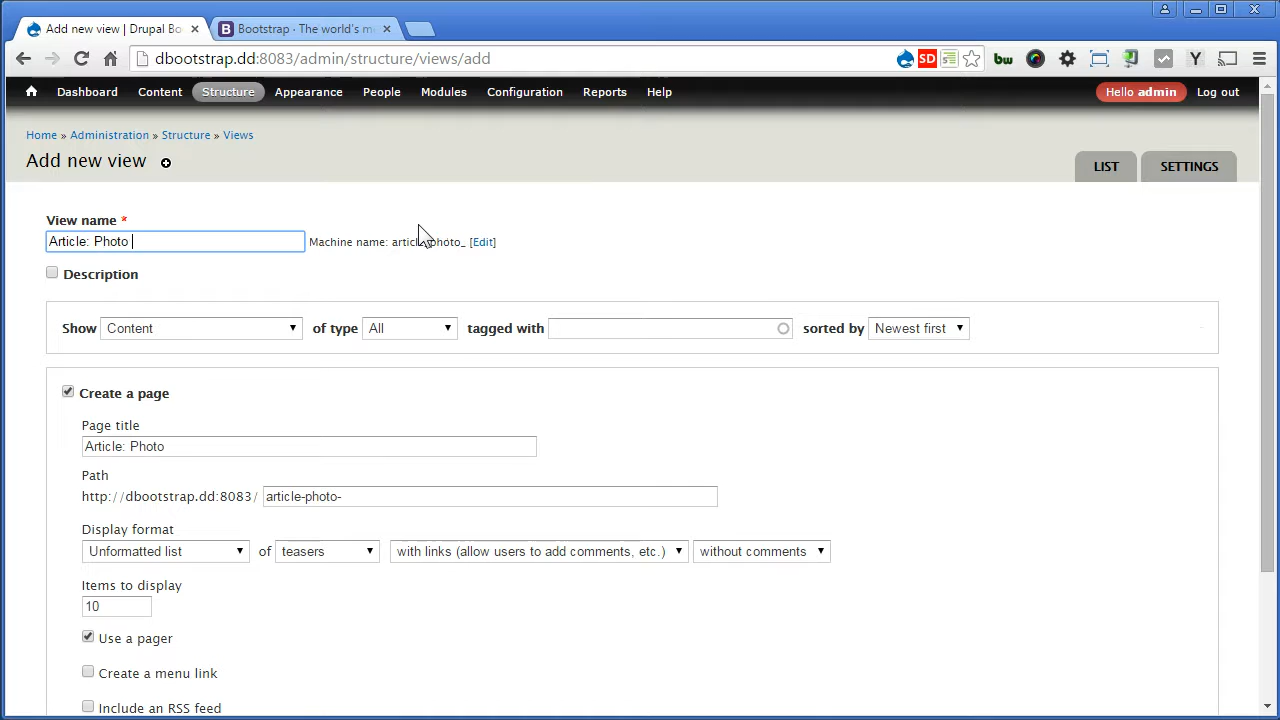 Add new view | Drupal Bo
Bootstrap · The world's m
dbootstrap.dd:8083/admin/structure/views/add
SD
bw
Y
Dashboard Content Structure Appearance People Modules Configuration Reports Help Hello admin Log out
Home » Administration » Structure » Views
Add new view
LIST SETTINGS
View name *
Article: Photo
Machine name: article_photo_ [Edit]
Description
Show Content of type All tagged with sorted by Newest first
Create a page
Page title
Article: Photo
Path
http://dbootstrap.dd:8083/ article-photo-
Display format
Unformatted list of teasers with links (allow users to add comments, etc.) without comments
Items to display
10
Use a pager
Create a menu link
Include an RSS feed